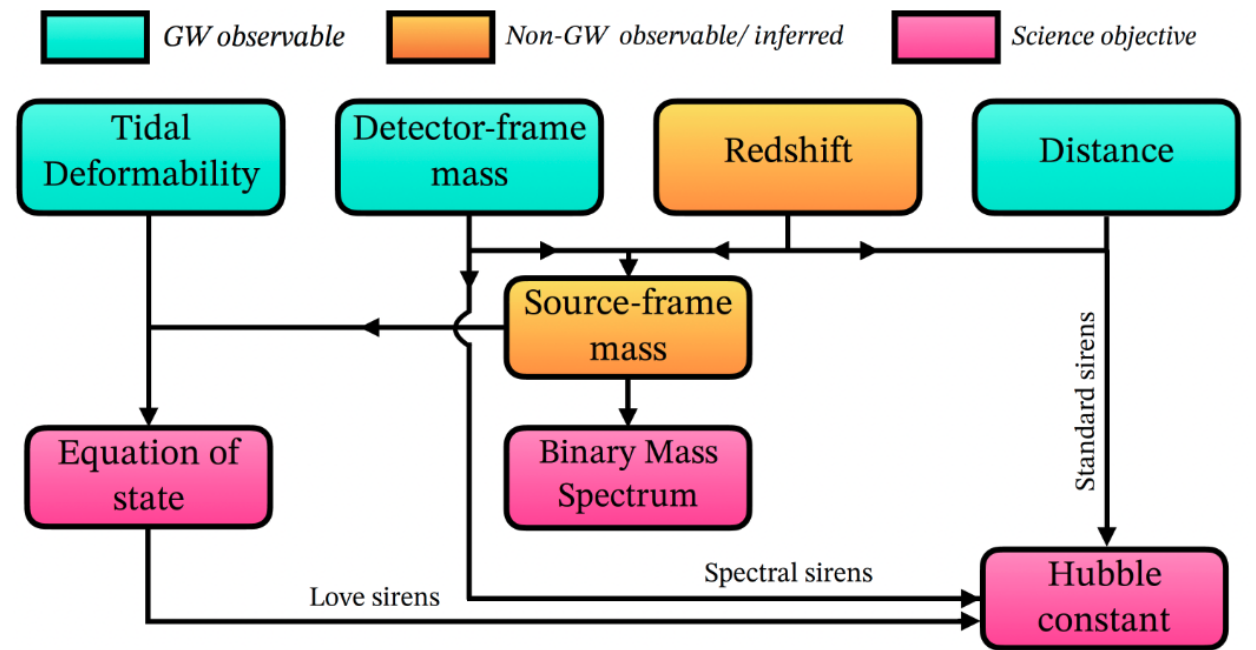 GW observable
Non-GW observable/ inferred
Science objective
Tidal
Deformability
Detector-frame
mass
Redshift
Distance
Source-frame
mass
Standard sirens
Equation of
state
Binary Mass
Spectrum
Spectral sirens
Love sirens
Hubble
constant